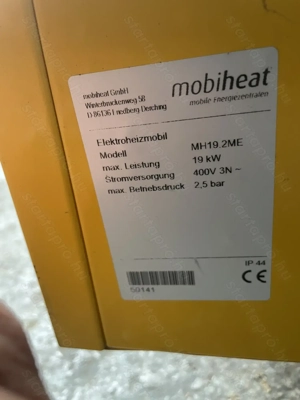 mobiheat GmbH
Winterbruckenweg 58
D 86136 Friedberg Derching
mobiheat
mobile Energiezentralen
Elektroheizmobil
Modell MH19.2ME
max. Leistung 19 kW
Stromversorgung 400V 3N ~
max. Betriebsdruck 2,5 bar
IP 44
CE
50141